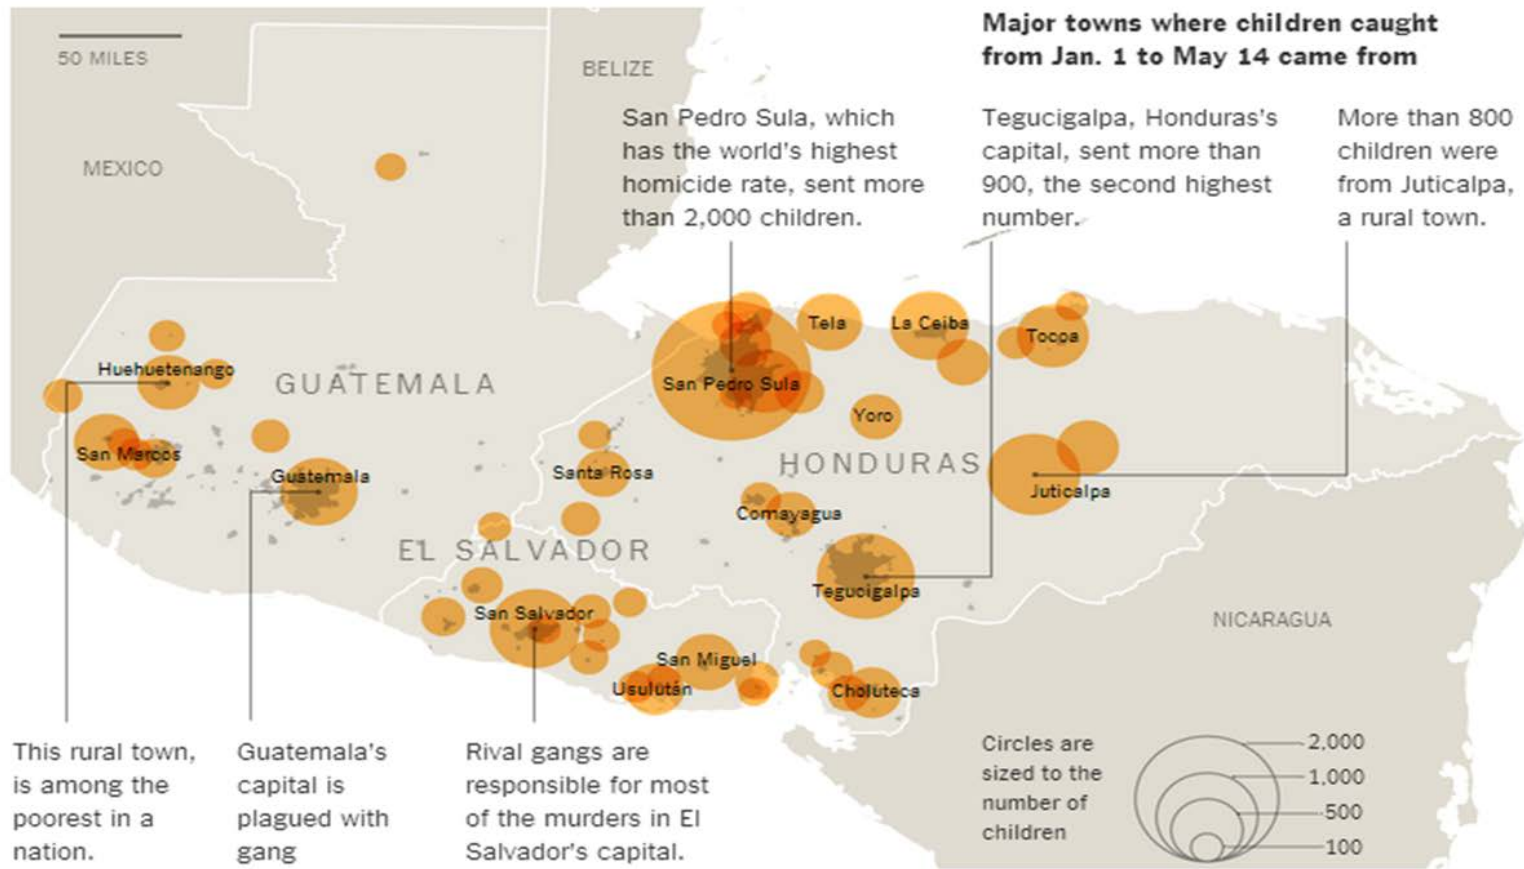 Major towns where children caught
from Jan. 1 to May 14 came from
50 MILES
BELIZE
MEXICO
San Pedro Sula, which
has the world's highest
homicide rate, sent more
than 2,000 children.
Tegucigalpa, Honduras's
capital, sent more than
900, the second highest
number.
More than 800
children were
from Juticalpa,
a rural town.
Tela
La Ceiba
Tocoa
Huehuetenango
GUATEMALA
San Pedro Sula
Yoro
San Marcos
Guatemala
Santa Rosa
HONDURAS
Juticalpa
Comayagua
EL SALVADOR
Tegucigalpa
San Salvador
NICARAGUA
San Miguel
Usulután
Choluteca
This rural town,
is among the
poorest in a
nation.
Guatemala's
capital is
plagued with
gang
Rival gangs are
responsible for most
of the murders in El
Salvador's capital.
Circles are
sized to the
number of
children
2,000
1,000
500
100